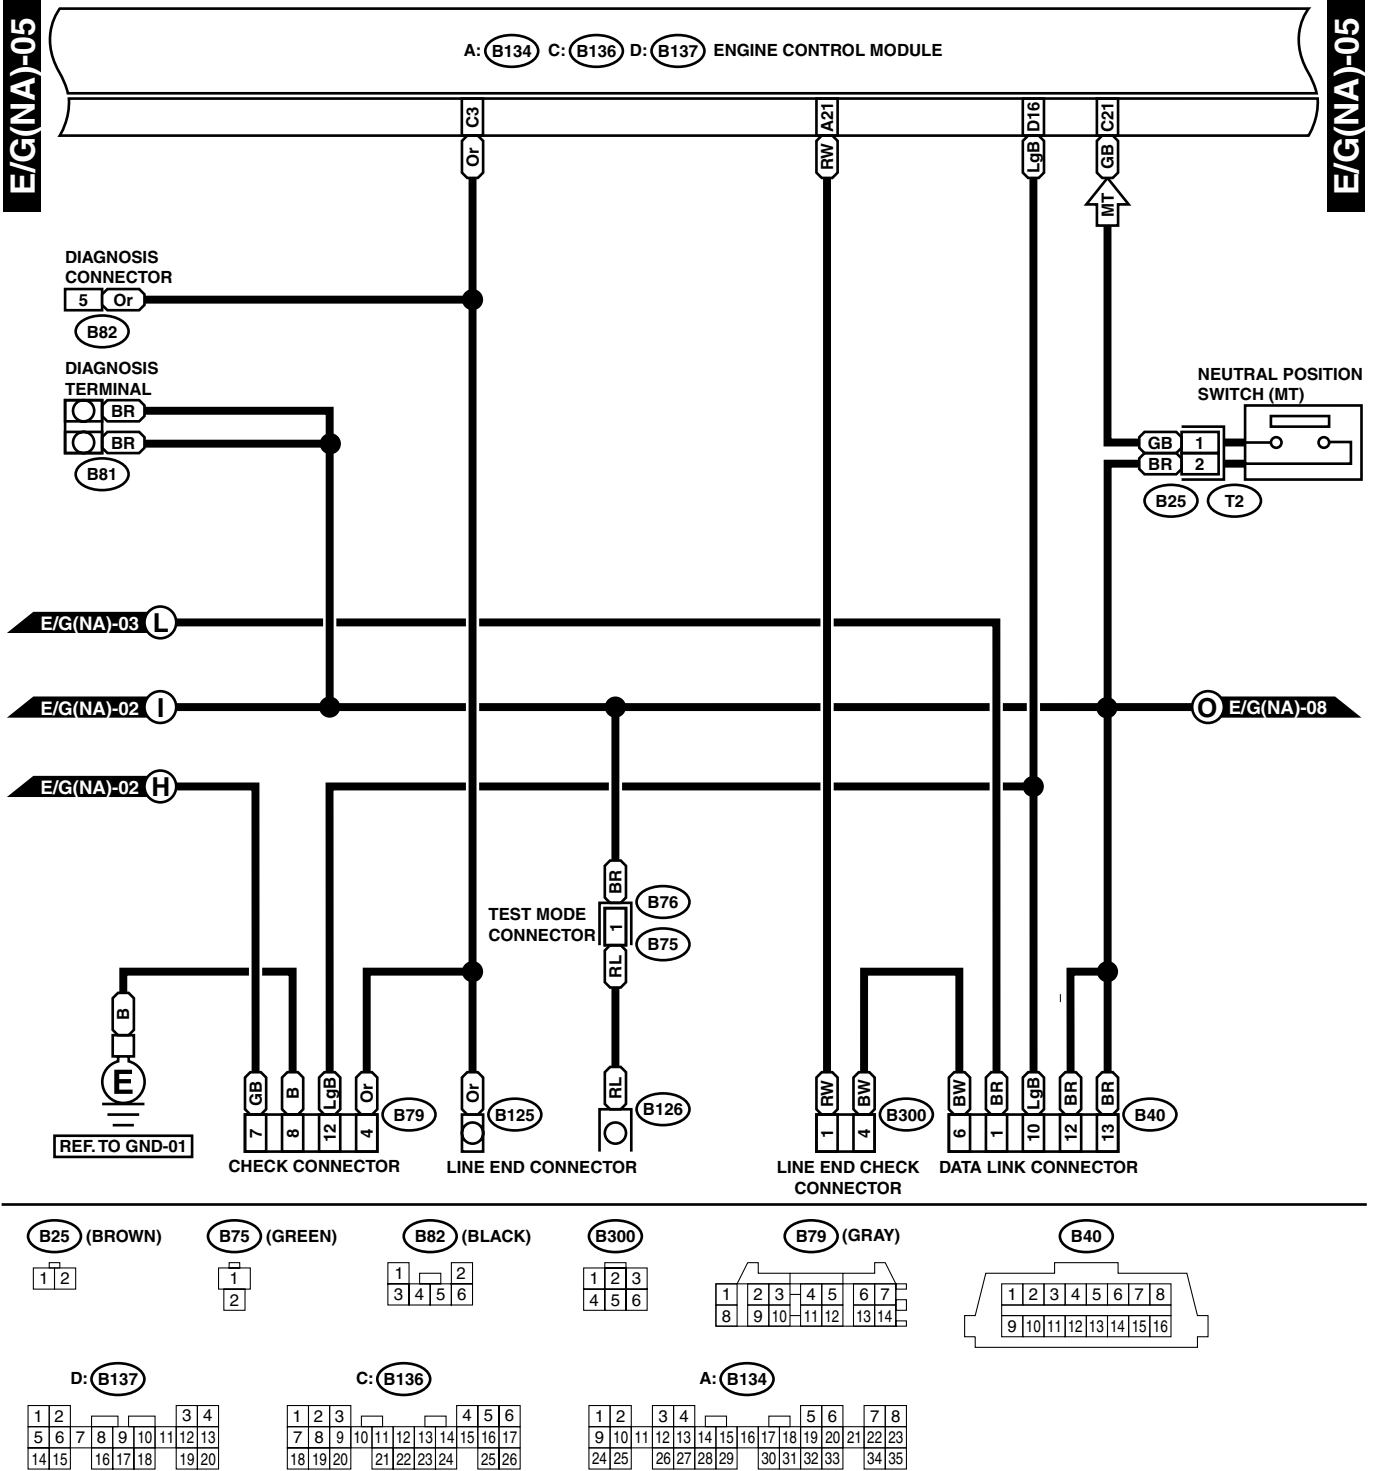 E/G(NA)-05
E/G(NA)-05
A: B134 C: B136 D: B137 ENGINE CONTROL MODULE
C3
A21
D16
C21
Or
RW
LgB
GB
MT
DIAGNOSIS
CONNECTOR
5 Or
B82
DIAGNOSIS
TERMINAL
BR
BR
B81
NEUTRAL POSITION
SWITCH (MT)
GB 1
BR 2
B25 T2
E/G(NA)-03 L
E/G(NA)-02 I
O E/G(NA)-08
E/G(NA)-02 H
BR
B76
TEST MODE
CONNECTOR
1
B75
RL
B
E
REF. TO GND-01
GB B LgB Or
7 8 12 4
B79
CHECK CONNECTOR
Or
B125
RL
B126
LINE END CONNECTOR
RW BW
1 4
B300
LINE END CHECK
CONNECTOR
BW BR LgB BR BR
6 1 10 12 13
B40
DATA LINK CONNECTOR
B25 (BROWN)
1 2
B75 (GREEN)
1
2
B82 (BLACK)
1 2
3 4 5 6
B300
1 2 3
4 5 6
B79 (GRAY)
1 2 3 4 5 6 7
8 9 10 11 12 13 14
B40
1 2 3 4 5 6 7 8
9 10 11 12 13 14 15 16
D: B137
1 2 3 4
5 6 7 8 9 10 11 12 13
14 15 16 17 18 19 20
C: B136
1 2 3 4 5 6
7 8 9 10 11 12 13 14 15 16 17
18 19 20 21 22 23 24 25 26
A: B134
1 2 3 4 5 6 7 8
9 10 11 12 13 14 15 16 17 18 19 20 21 22 23
24 25 26 27 28 29 30 31 32 33 34 35